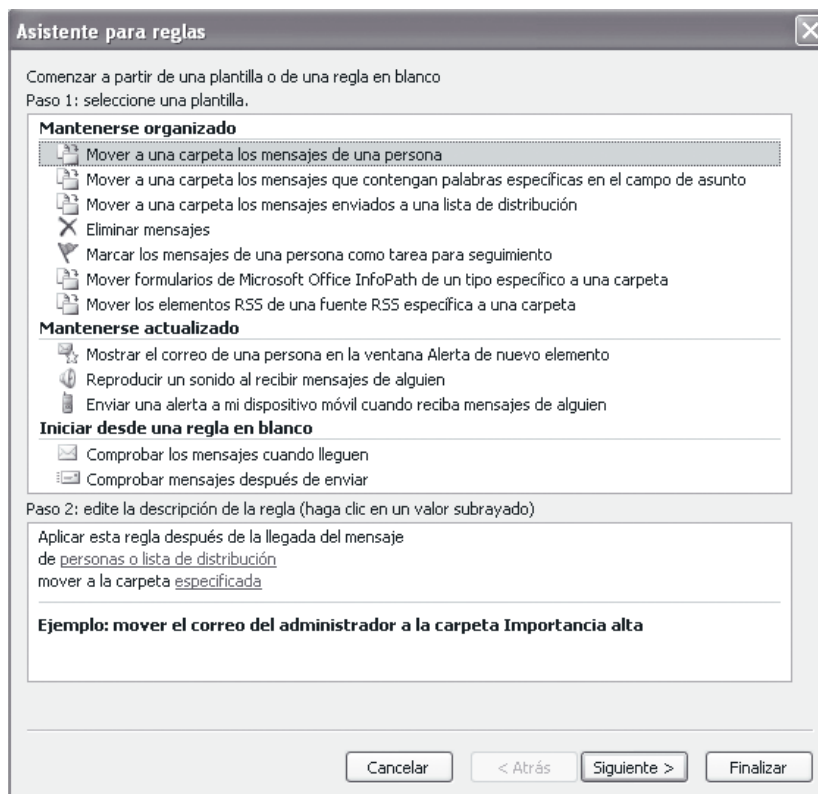 Asistente para reglas
Comenzar a partir de una plantilla o de una regla en blanco
Paso 1: seleccione una plantilla.
Mantenerse organizado
Mover a una carpeta los mensajes de una persona
Mover a una carpeta los mensajes que contengan palabras específicas en el campo de asunto
Mover a una carpeta los mensajes enviados a una lista de distribución
Eliminar mensajes
Marcar los mensajes de una persona como tarea para seguimiento
Mover formularios de Microsoft Office InfoPath de un tipo específico a una carpeta
Mover los elementos RSS de una fuente RSS específica a una carpeta
Mantenerse actualizado
Mostrar el correo de una persona en la ventana Alerta de nuevo elemento
Reproducir un sonido al recibir mensajes de alguien
Enviar una alerta a mi dispositivo móvil cuando reciba mensajes de alguien
Iniciar desde una regla en blanco
Comprobar los mensajes cuando lleguen
Comprobar mensajes después de enviar
Paso 2: edite la descripción de la regla (haga clic en un valor subrayado)
Aplicar esta regla después de la llegada del mensaje
de personas o lista de distribución
mover a la carpeta especificada
Ejemplo: mover el correo del administrador a la carpeta Importancia alta
Cancelar < Atrás Siguiente > Finalizar